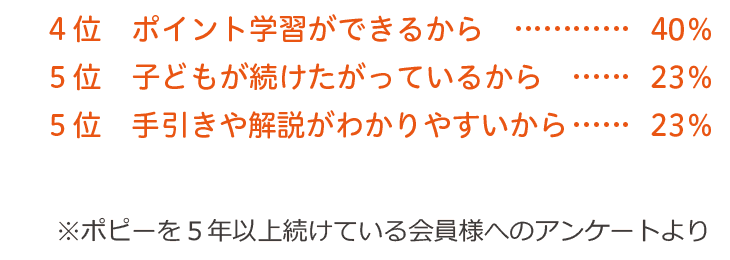 4位　ポイント学習ができるから　…………　40%
5位　子どもが続けたがっているから　……　23%
5位　手引きや解説がわかりやすいから……　23%
※ポピーを5年以上続けている会員様へのアンケートより